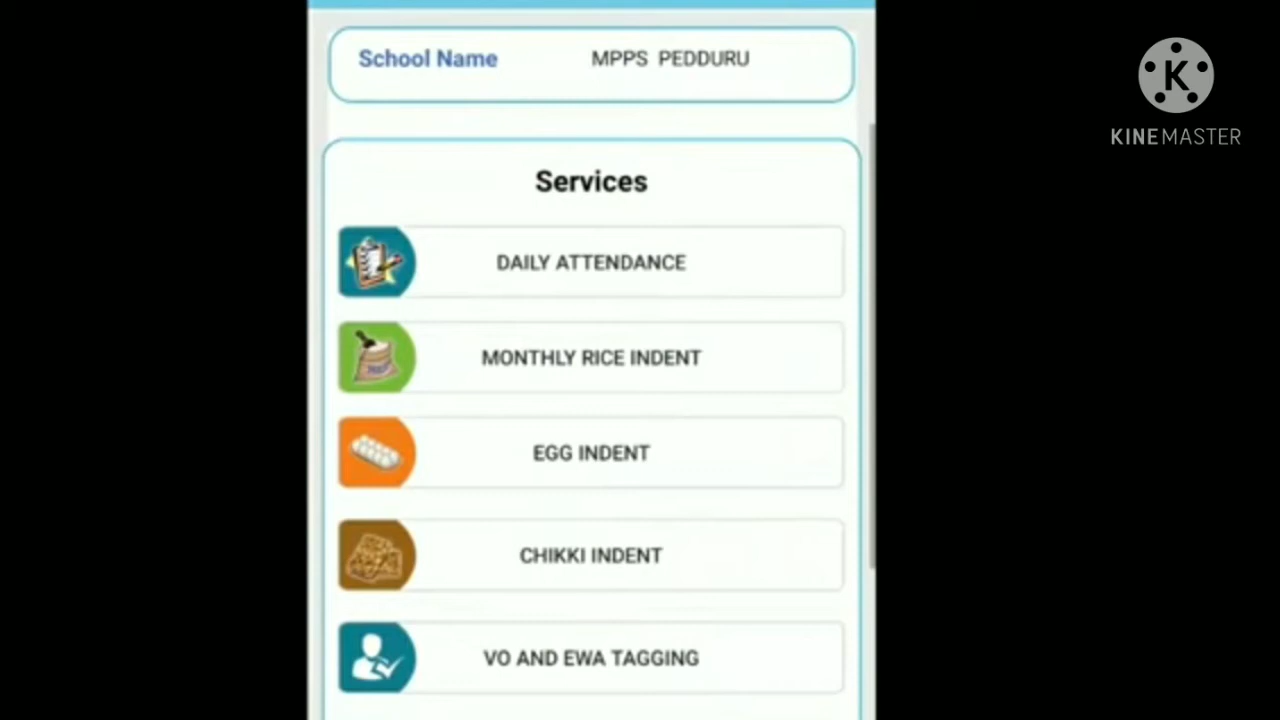 School Name MPPS PEDDURU
K
KINEMASTER
Services
DAILY ATTENDANCE
MONTHLY RICE INDENT
EGG INDENT
CHIKKI INDENT
VO AND EWA TAGGING